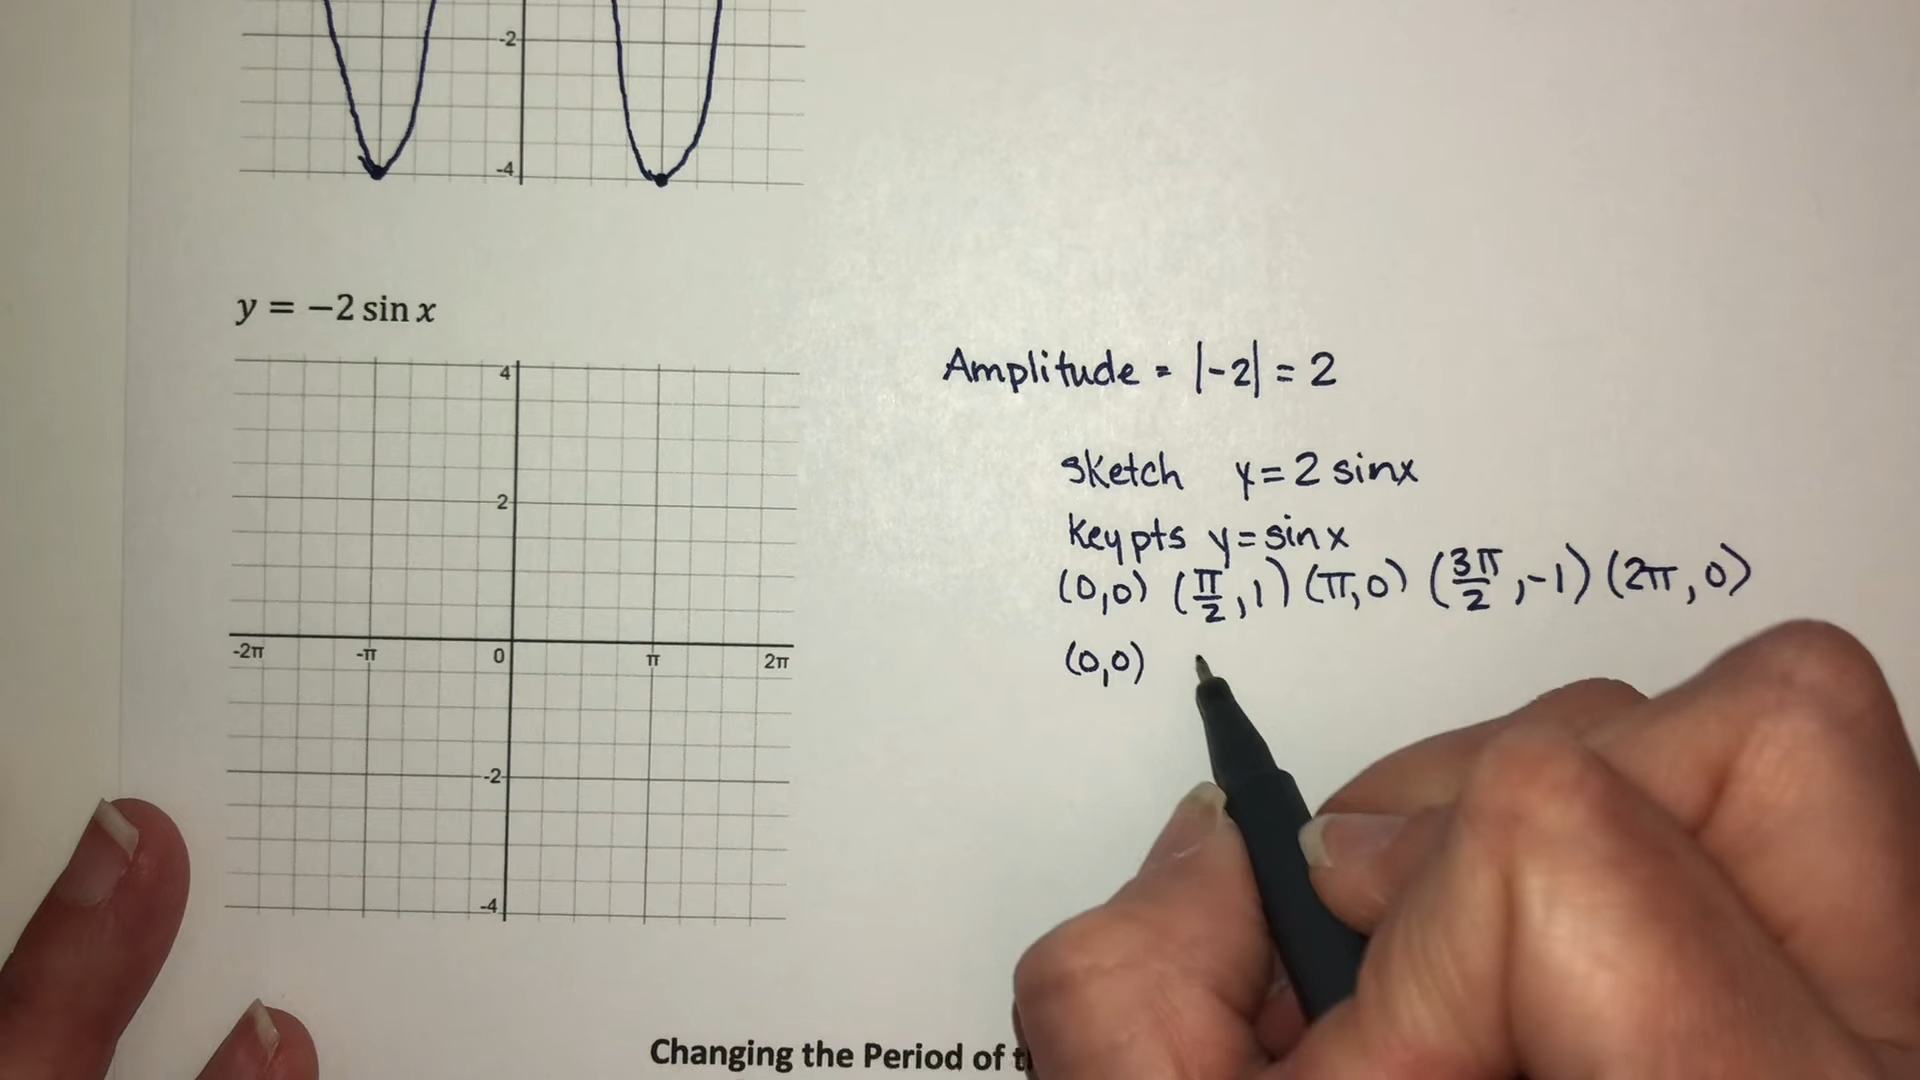 -2
-4
y = −2 sin x
4
2
-2π -π 0 π 2π
-2
-4
Amplitude = |-2| = 2
sketch y = 2 sinx
Key pts y = sinx
(0,0) (π/2, 1) (π,0) (3π/2, -1) (2π, 0)
(0,0)
Changing the Period of